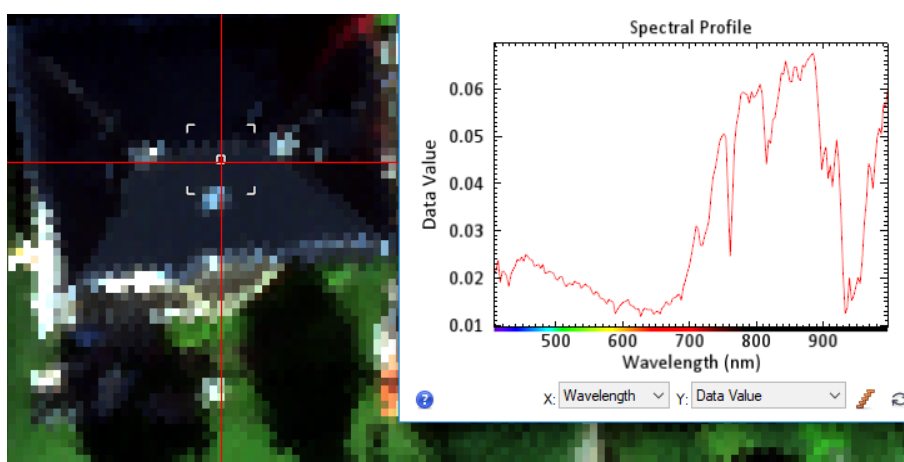 Spectral Profile
0.06
0.05
0.04
0.03
0.02
0.01
Data Value
500 600 700 800 900
Wavelength (nm)
? X: Wavelength Y: Data Value